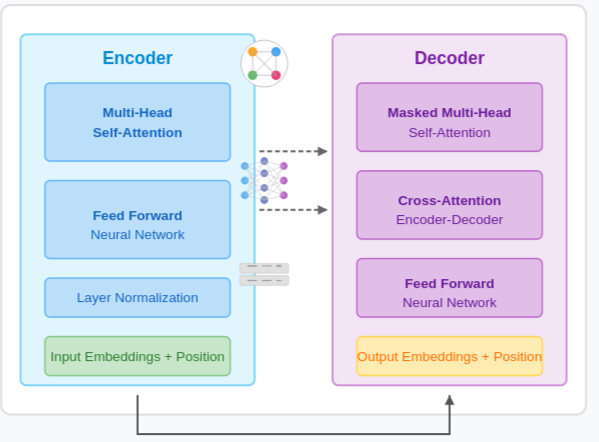 Encoder
Multi-Head
Self-Attention
Feed Forward
Neural Network
Layer Normalization
Input Embeddings + Position
Decoder
Masked Multi-Head
Self-Attention
Cross-Attention
Encoder-Decoder
Feed Forward
Neural Network
Output Embeddings + Position